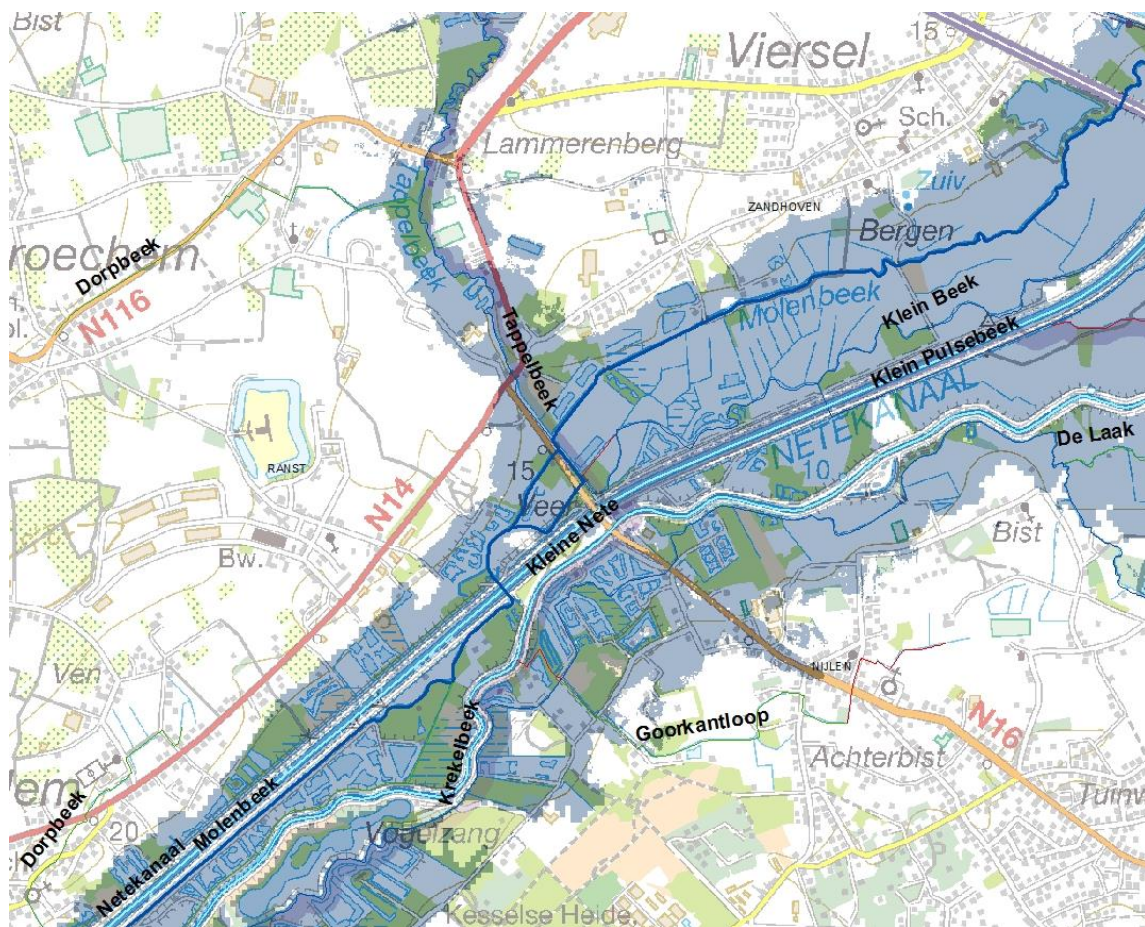 Bist
Viersel
15
Sch.
Lammerenberg
Tappelbeek
Zuiv
ZANDHOVEN
Bergen
roechem
Dorpbeek
N116
Molenbeek
Klein Beek
Tappelbeek
Klein Pulsebeek
NETEKANAAL
10
De Laak
RANST
N14
15
Kleine Nete
Bist
Bw.
Ven
NIJLEN
Goorkantloop
N16
Krekelbeek
Achterbist
Tuinw
em
20
Dorpbeek
Netekanaal
Molenbeek
Vogelzang
Kesselse Heide.